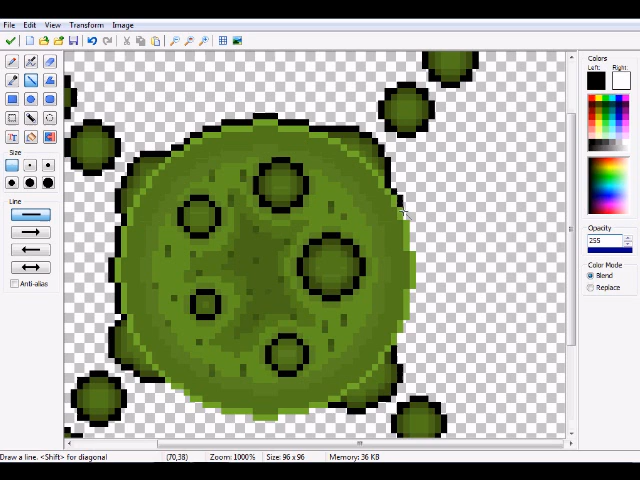 File Edit View Transform Image
Size
Line
Anti-alias
Colors
Left: Right:
Opacity
255
Color Mode
Blend
Replace
Draw a line. <Shift> for diagonal (70,38) Zoom: 1000% Size: 96 x 96 Memory: 36 KB